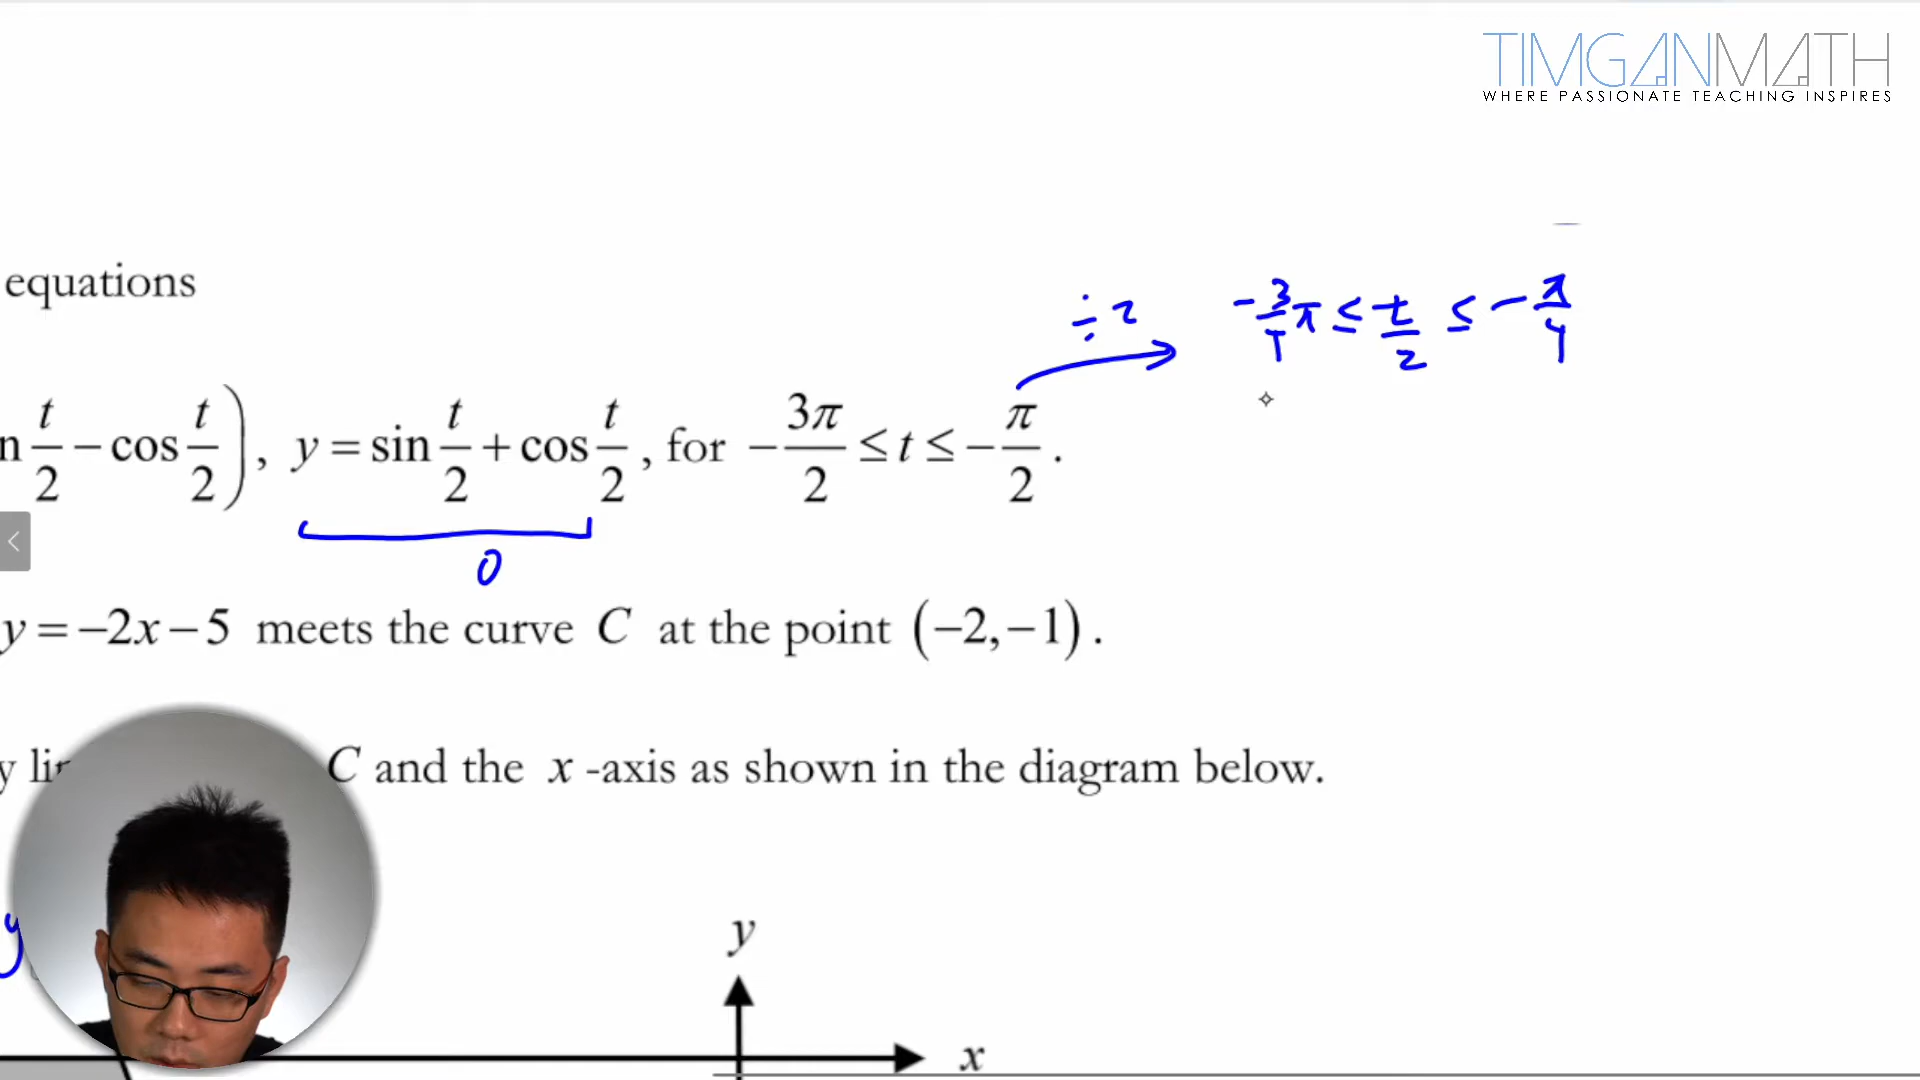 TIMGANMATH
WHERE PASSIONATE TEACHING INSPIRES
equations
÷2 -3/4 π ≤ t/2 ≤ -π/4
n t/2 − cos t/2 ), y = sin t/2 + cos t/2, for −3π/2 ≤ t ≤ −π/2.
0
y = −2x − 5 meets the curve C at the point (−2, −1).
y C and the x -axis as shown in the diagram below.
y
y
x